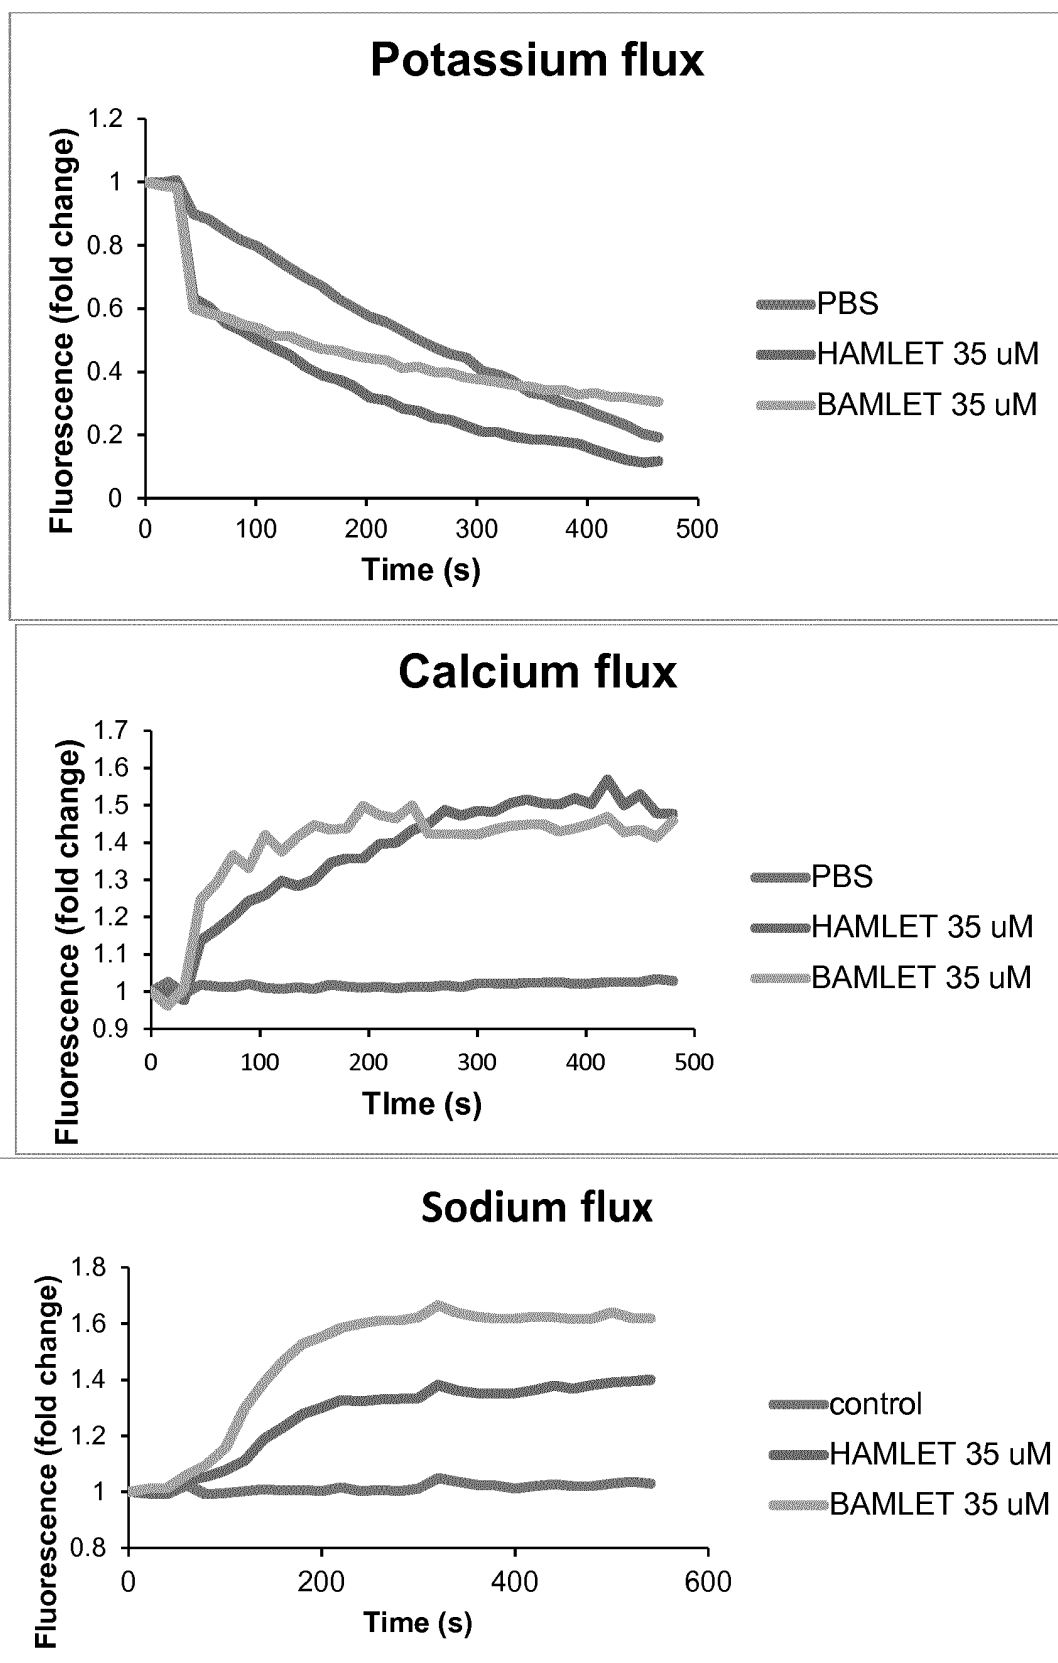 Potassium flux
Fluorescence (fold change)
1.2
1
0.8
0.6
0.4
0.2
0
0 100 200 300 400 500
Time (s)
PBS
HAMLET 35 uM
BAMLET 35 uM
Calcium flux
Fluorescence (fold change)
1.7
1.6
1.5
1.4
1.3
1.2
1.1
1
0.9
0 100 200 300 400 500
TIme (s)
PBS
HAMLET 35 uM
BAMLET 35 uM
Sodium flux
Fluorescence (fold change)
1.8
1.6
1.4
1.2
1
0.8
0 200 400 600
Time (s)
control
HAMLET 35 uM
BAMLET 35 uM